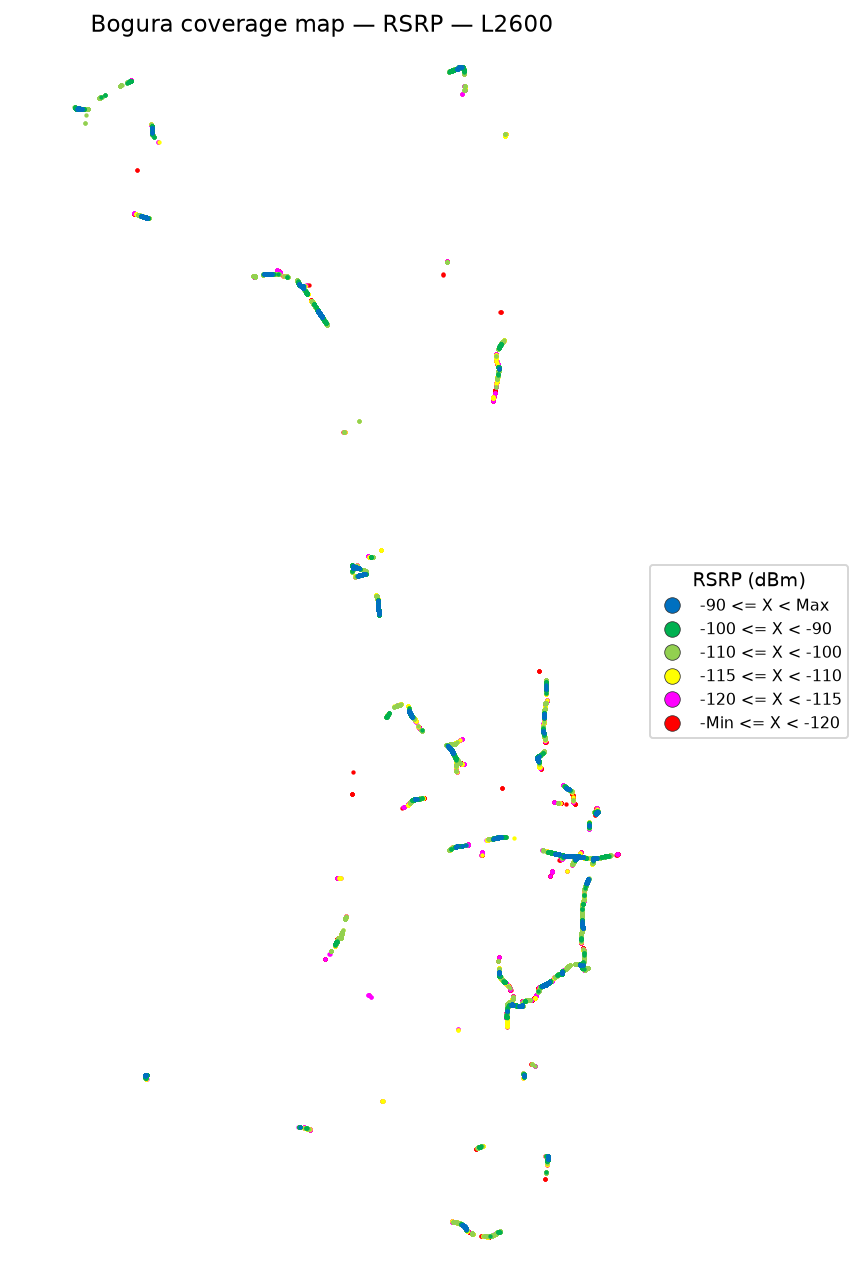 Bogura coverage map — RSRP — L2600
RSRP (dBm)
-90 <= X < Max
-100 <= X < -90
-110 <= X < -100
-115 <= X < -110
-120 <= X < -115
-Min <= X < -120